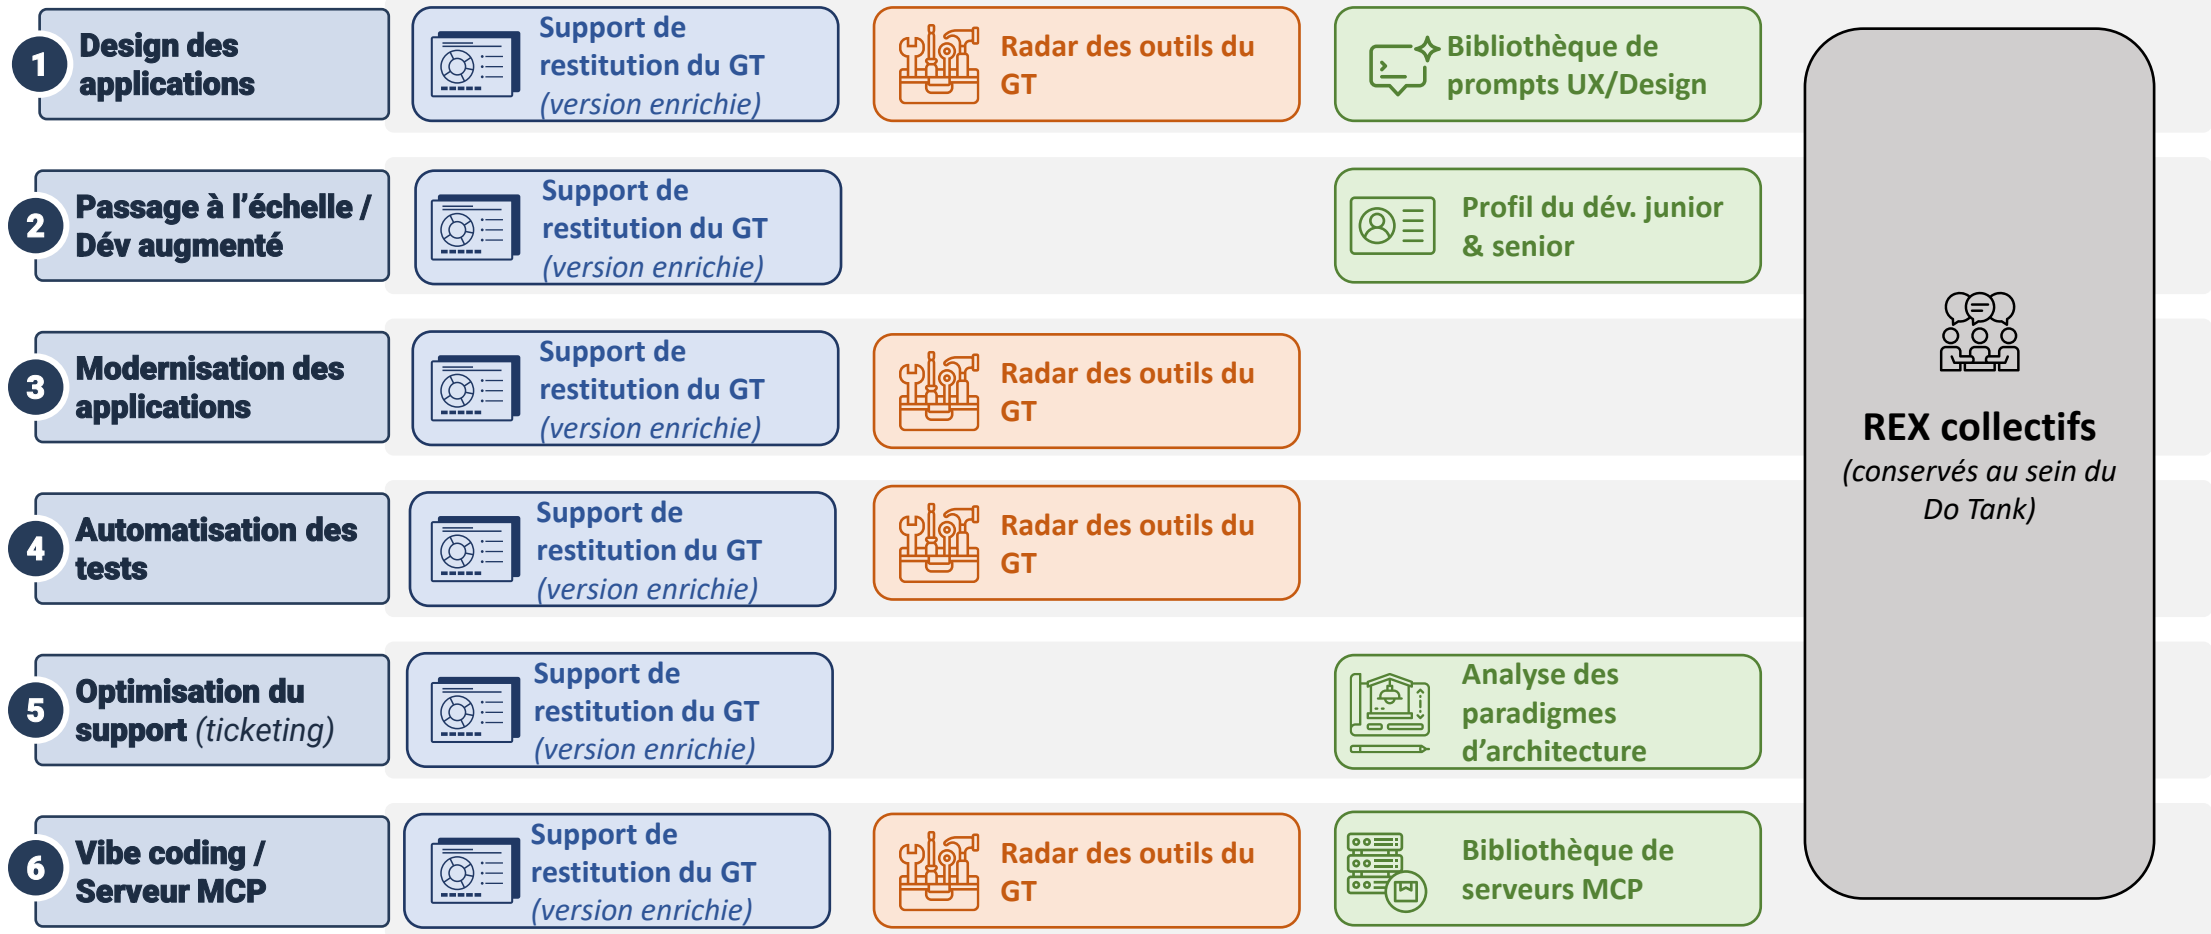 1
Design des
applications
Support de
restitution du GT
(version enrichie)
Radar des outils du
GT
Bibliothèque de
prompts UX/Design
2
Passage à l’échelle /
Dév augmenté
Support de
restitution du GT
(version enrichie)
Profil du dév. junior
& senior
3
Modernisation des
applications
Support de
restitution du GT
(version enrichie)
Radar des outils du
GT
4
Automatisation des
tests
Support de
restitution du GT
(version enrichie)
Radar des outils du
GT
5
Optimisation du
support (ticketing)
Support de
restitution du GT
(version enrichie)
Analyse des
paradigmes
d’architecture
6
Vibe coding /
Serveur MCP
Support de
restitution du GT
(version enrichie)
Radar des outils du
GT
Bibliothèque de
serveurs MCP
REX collectifs
(conservés au sein du
Do Tank)